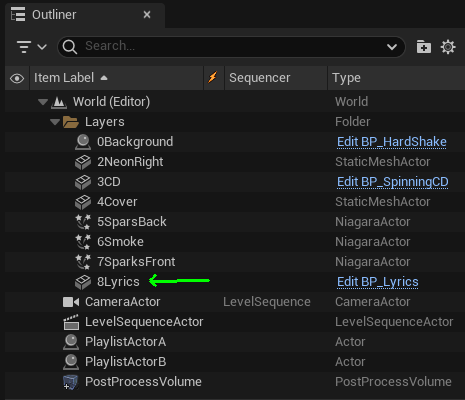 Outliner
Search...
Item Label Sequencer Type
World (Editor) World
Layers Folder
0Background Edit BP_HardShake
2NeonRight StaticMeshActor
3CD Edit BP_SpinningCD
4Cover StaticMeshActor
5SparsBack NiagaraActor
6Smoke NiagaraActor
7SparksFront NiagaraActor
8Lyrics Edit BP_Lyrics
CameraActor LevelSequence CameraActor
LevelSequenceActor LevelSequenceActor
PlaylistActorA Actor
PlaylistActorB Actor
PostProcessVolume PostProcessVolume